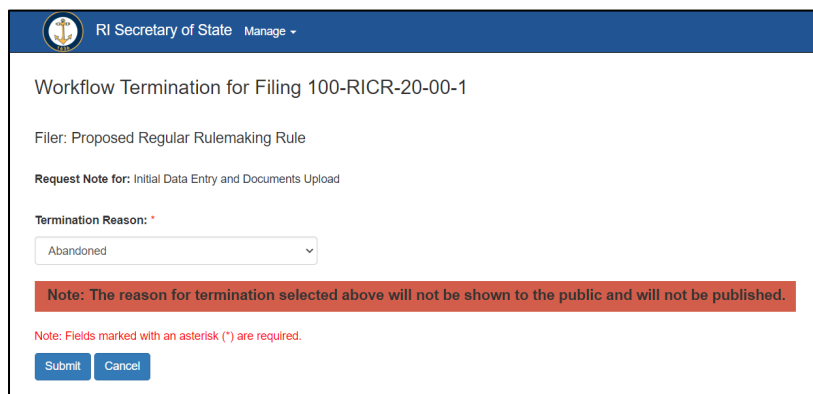 RI Secretary of State Manage
Workflow Termination for Filing 100-RICR-20-00-1
Filer: Proposed Regular Rulemaking Rule
Request Note for: Initial Data Entry and Documents Upload
Termination Reason: *
Abandoned
Note: The reason for termination selected above will not be shown to the public and will not be published.
Note: Fields marked with an asterisk (*) are required.
Submit Cancel